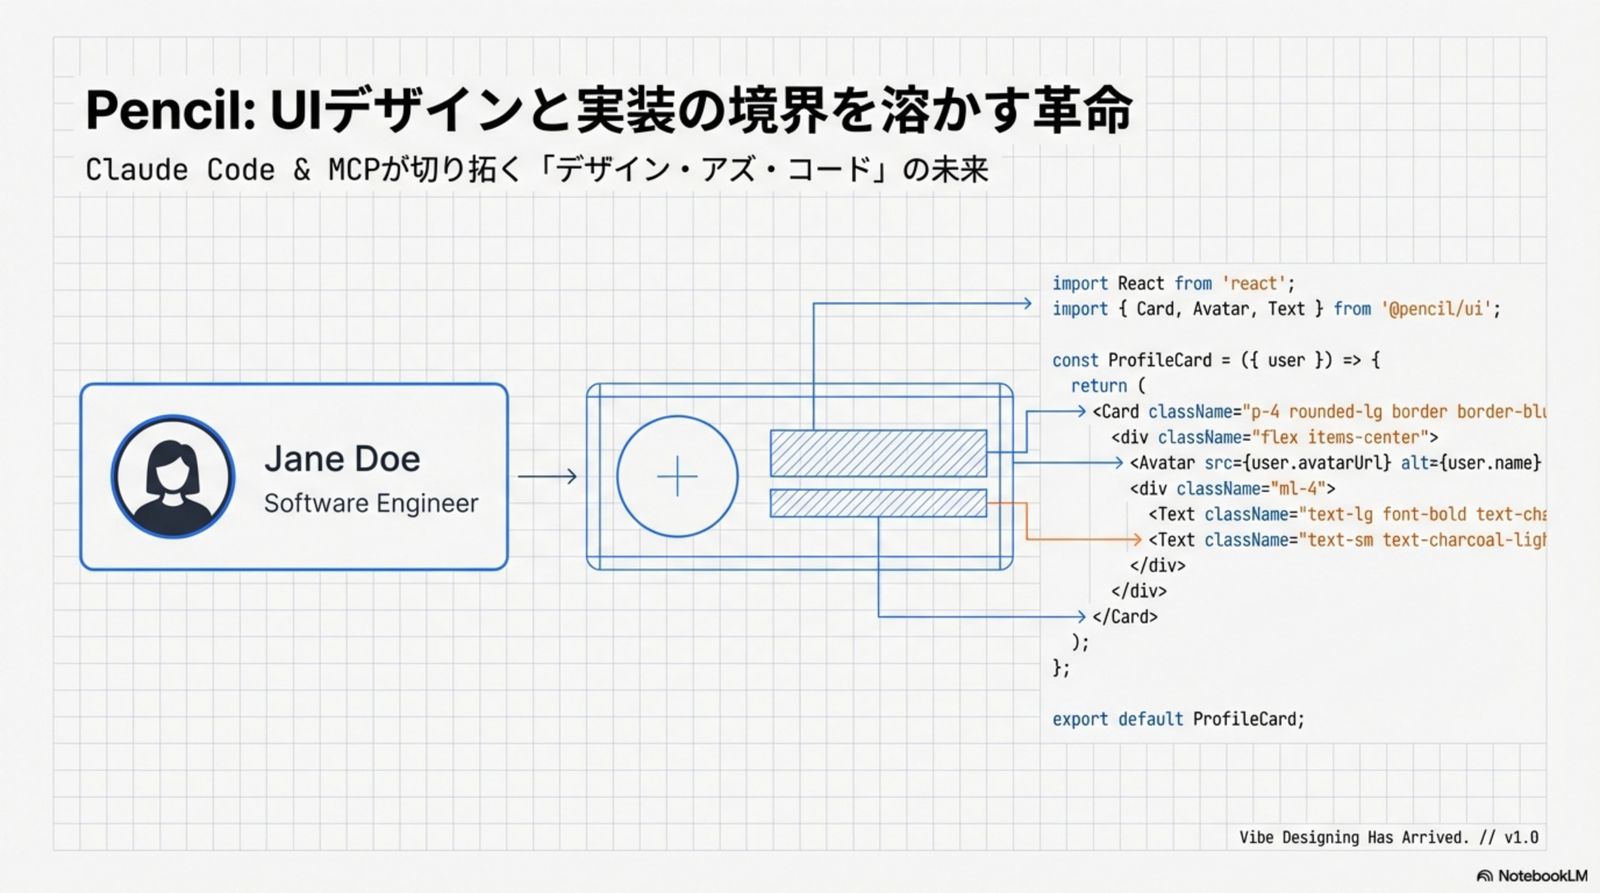 Pencil: UIデザインと実装の境界を溶かす革命
Claude Code & MCPが切り拓く「デザイン・アズ・コード」の未来
Jane Doe
Software Engineer
import React from 'react';
import { Card, Avatar, Text } from '@pencil/ui';
const ProfileCard = ({ user }) => {
return (
<Card className="p-4 rounded-lg border
<div className="flex items-center">
<Avatar src={user.avatarUrl} alt={user.name}
<div className="ml-4">
<Text className="text-lg font-bold
<Text className="text-sm
</div>
</div>
</Card>
);
};
export default ProfileCard;
Vibe Designing Has Arrived. // v1.0
NotebookLM